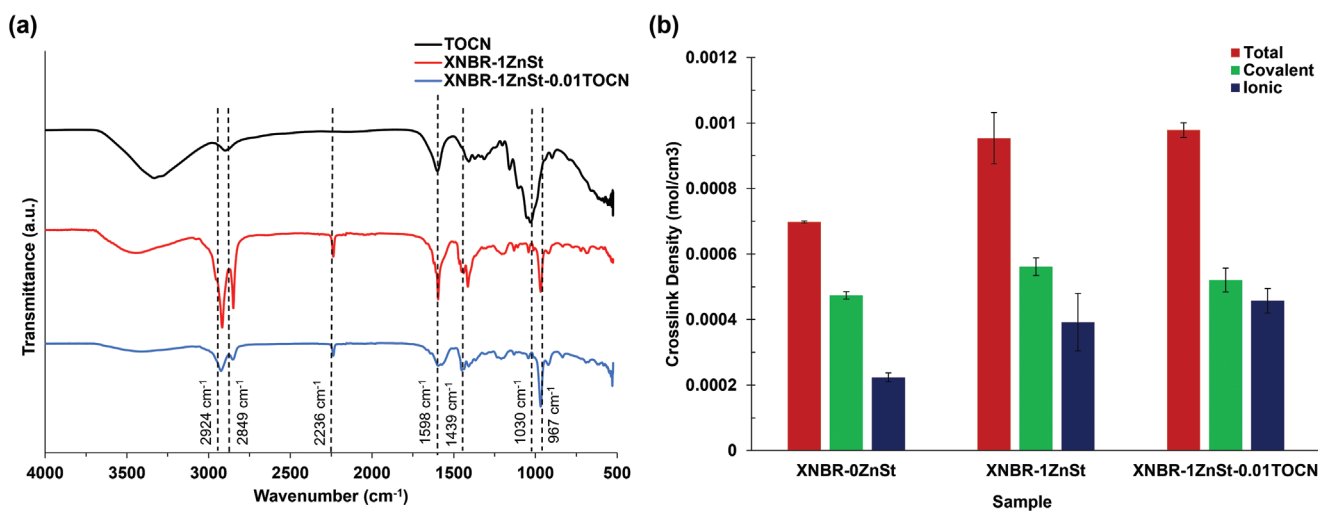 (a)
TOCN
XNBR-1ZnSt
XNBR-1ZnSt-0.01TOCN
Transmittance (a.u.)
2924 cm⁻¹
2849 cm⁻¹
2236 cm⁻¹
1598 cm⁻¹
1439 cm⁻¹
1030 cm⁻¹
967 cm⁻¹
4000 3500 3000 2500 2000 1500 1000 500
Wavenumber (cm⁻¹)
(b)
Total
Covalent
Ionic
Crosslink Density (mol/cm3)
0.0012
0.001
0.0008
0.0006
0.0004
0.0002
0
XNBR-0ZnSt XNBR-1ZnSt XNBR-1ZnSt-0.01TOCN
Sample